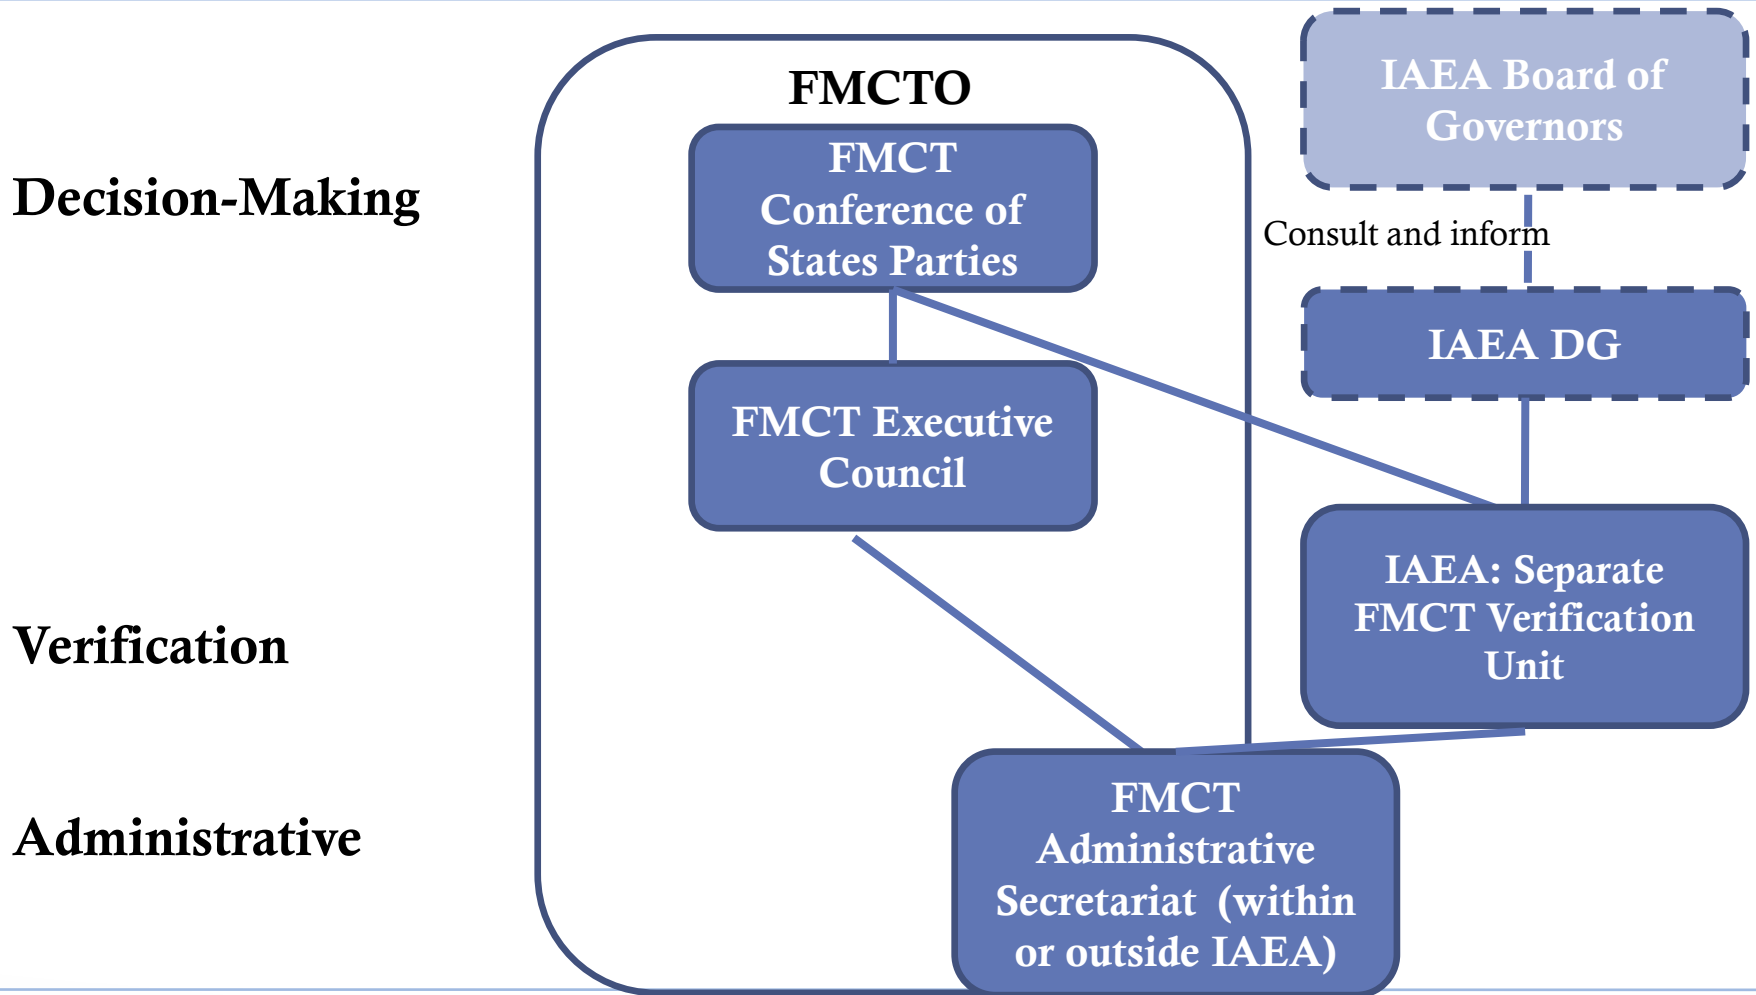 FMCTO
IAEA Board of
Governors
Decision-Making
FMCT
Conference of
States Parties
Consult and inform
IAEA DG
FMCT Executive
Council
Verification
IAEA: Separate
FMCT Verification
Unit
Administrative
FMCT
Administrative
Secretariat (within
or outside IAEA)